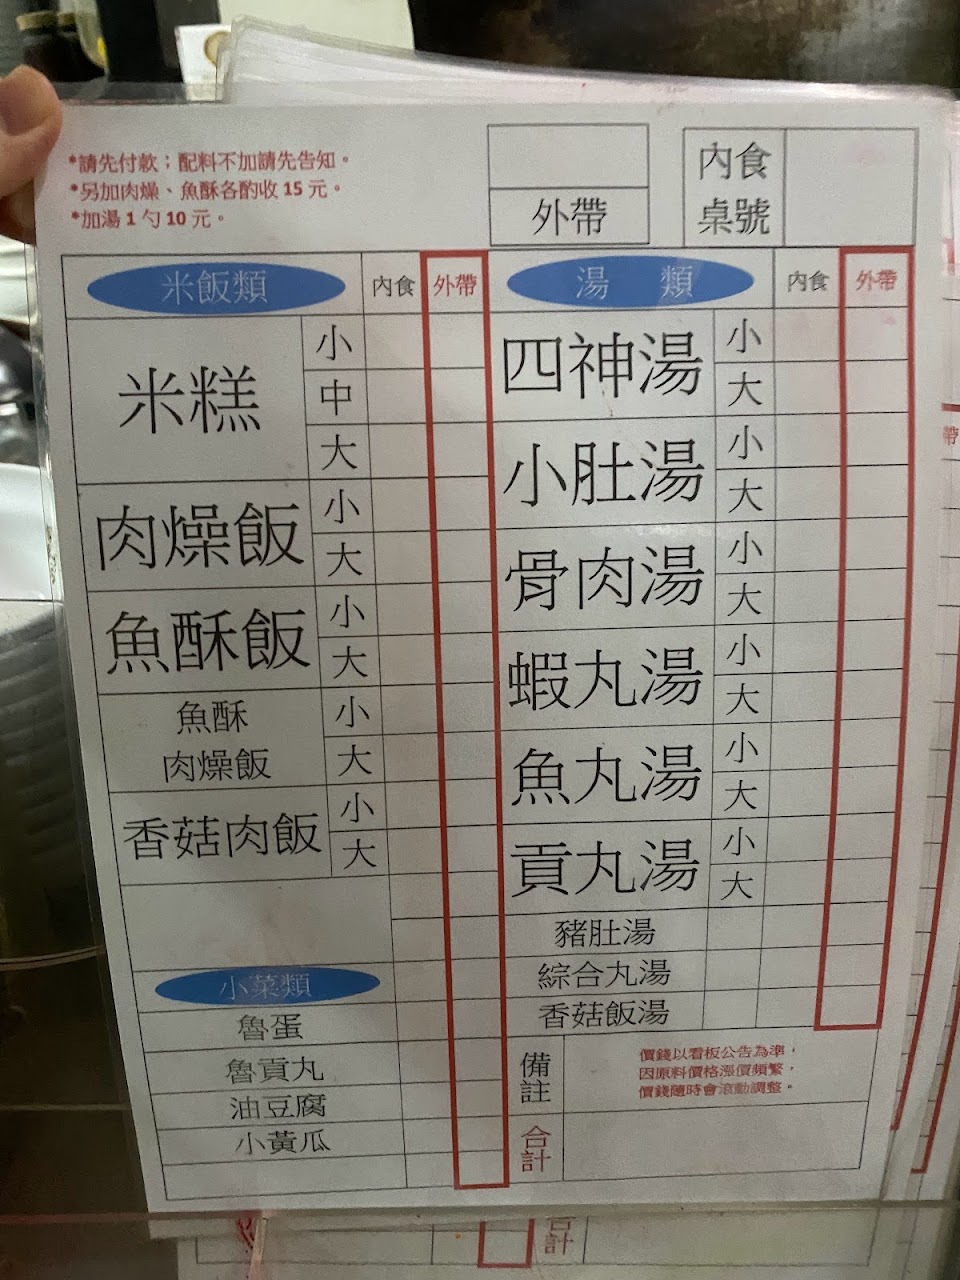 *請先付款；配料不加請先告知。
*另加肉燥、魚酥各酌收 15 元。
*加湯 1 勺 10 元。
外帶
內食
桌號
米飯類 內食 外帶
米糕 小
中
大
肉燥飯 小
大
魚酥飯 小
大
魚酥
肉燥飯 小
大
香菇肉飯 小
大
小菜類
魯蛋
魯貢丸
油豆腐
小黃瓜
湯 類 內食 外帶
四神湯 小
大
小肚湯 小
大
骨肉湯 小
大
蝦丸湯 小
大
魚丸湯 小
大
貢丸湯 小
大
豬肚湯
綜合丸湯
香菇飯湯
備註
價錢以看板公告為準，
因原料價格漲價頻繁，
價錢隨時會滾動調整。
合計
帶
合計